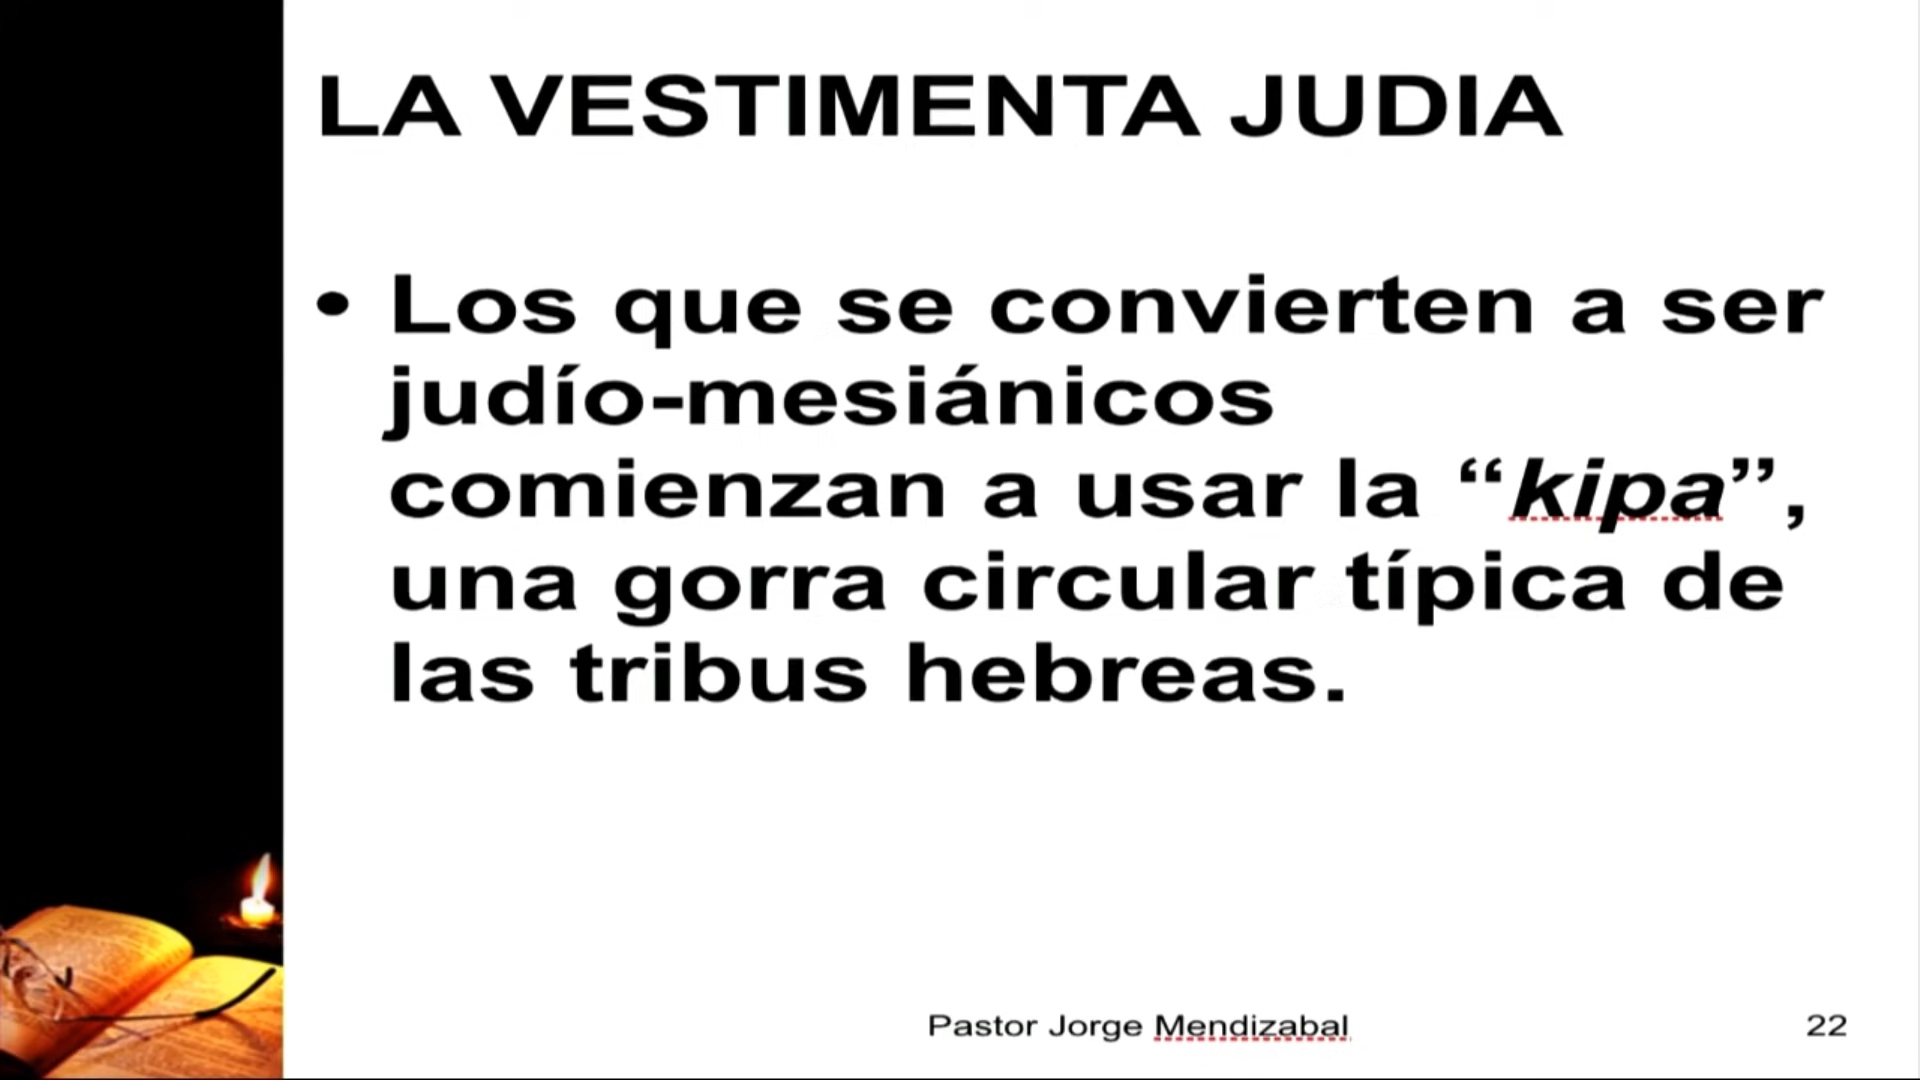 LA VESTIMENTA JUDIA
• Los que se convierten a ser
judío-mesiánicos
comienzan a usar la “kipa”,
una gorra circular típica de
las tribus hebreas.
Pastor Jorge Mendizabal
22